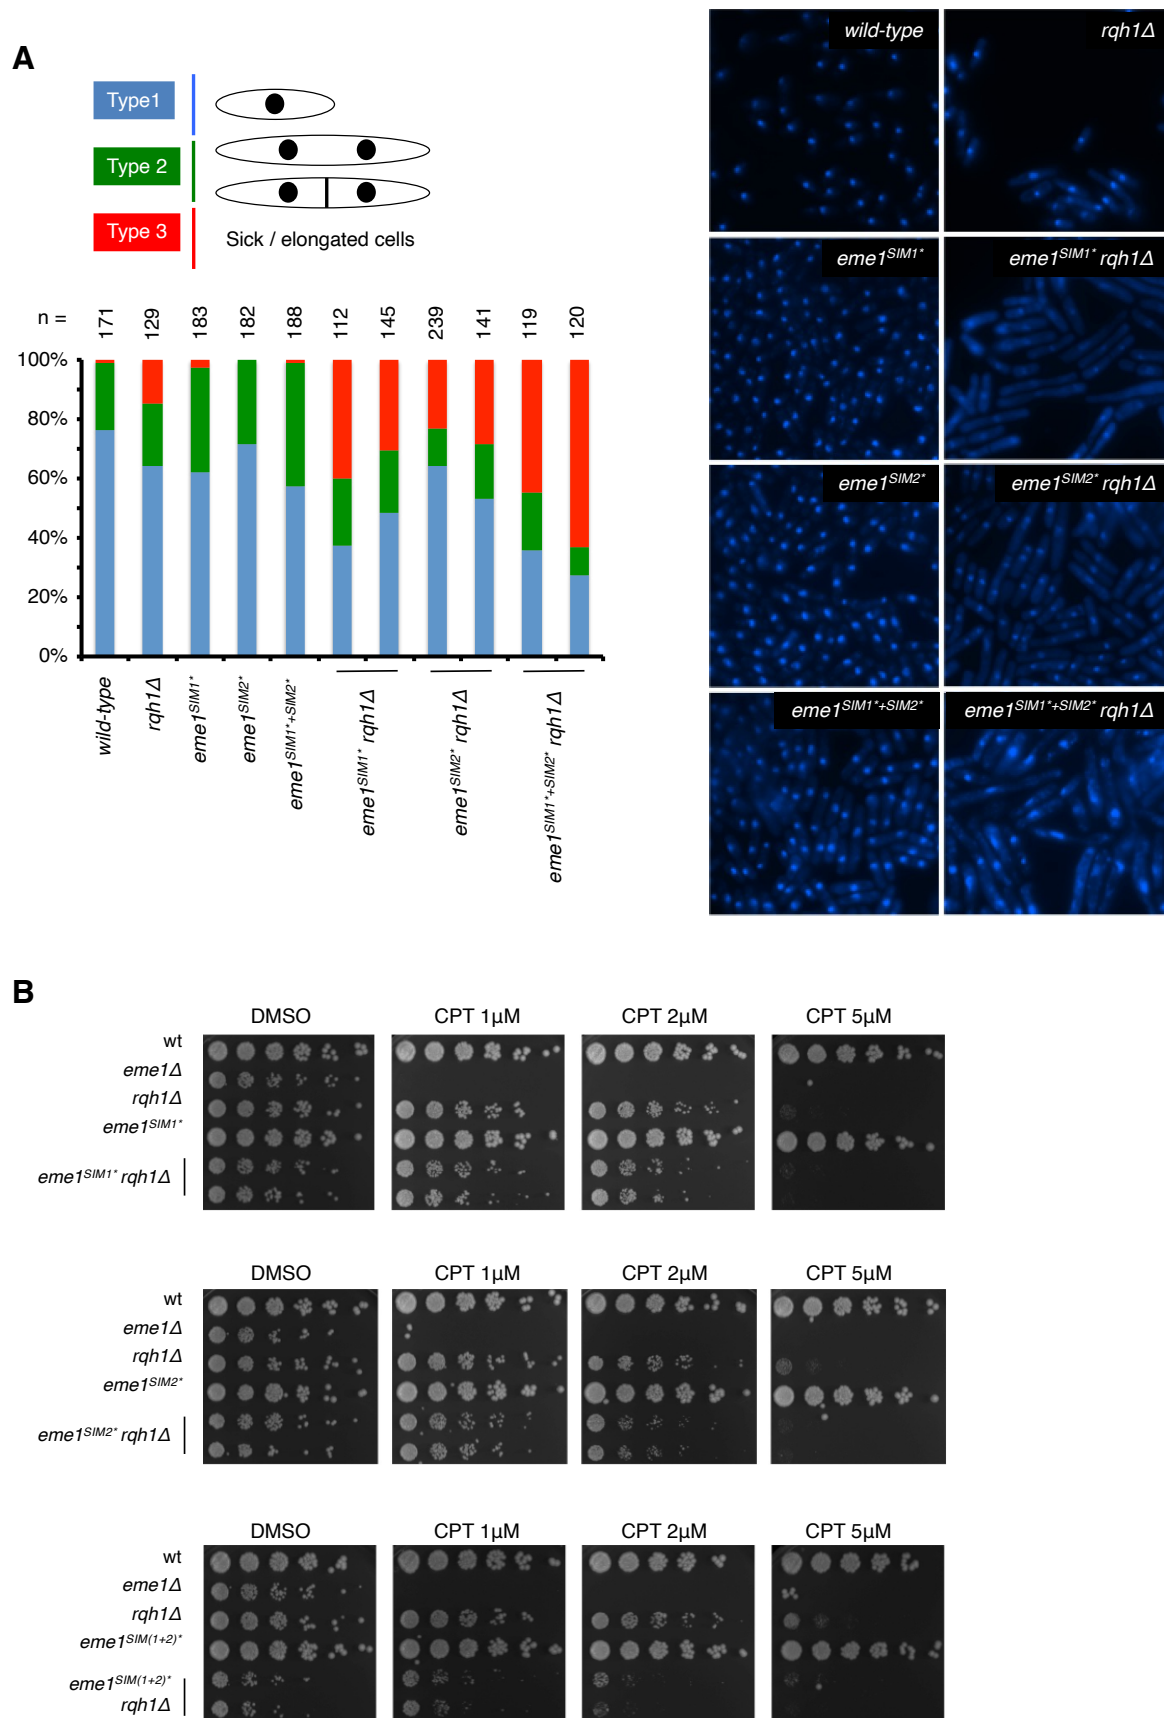 A
Type1
Type 2
Type 3
Sick / elongated cells
n =
171
129
183
182
188
112
145
239
141
119
120
100%
80%
60%
40%
20%
0%
wild-type
rqh1Δ
eme1SIM1*
eme1SIM2*
eme1SIM1*+SIM2*
eme1SIM1* rqh1Δ
eme1SIM2* rqh1Δ
eme1SIM1*+SIM2* rqh1Δ
wild-type
rqh1Δ
eme1SIM1*
eme1SIM1* rqh1Δ
eme1SIM2*
eme1SIM2* rqh1Δ
eme1SIM1*+SIM2*
eme1SIM1*+SIM2* rqh1Δ
B
DMSO CPT 1µM CPT 2µM CPT 5µM
wt
eme1Δ
rqh1Δ
eme1SIM1*
eme1SIM1* rqh1Δ
DMSO CPT 1µM CPT 2µM CPT 5µM
wt
eme1Δ
rqh1Δ
eme1SIM2*
eme1SIM2* rqh1Δ
DMSO CPT 1µM CPT 2µM CPT 5µM
wt
eme1Δ
rqh1Δ
eme1SIM(1+2)*
eme1SIM(1+2)*
rqh1Δ